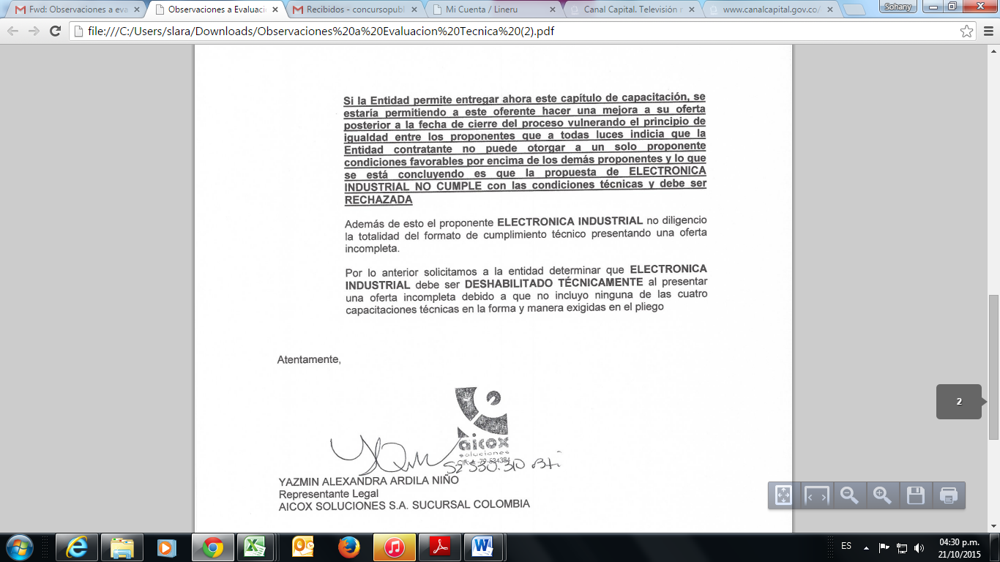 Fwd: Observaciones a eva
Observaciones a Evaluaci
Recibidos - concursopubl
Mi Cuenta / Lineru
Canal Capital. Televisión
www.canalcapital.gov.co/
Sohany
file:///C:/Users/slara/Downloads/Observaciones%20a%20Evaluacion%20Tecnica%20(2).pdf
Si la Entidad permite entregar ahora este capítulo de capacitación, se
estaría permitiendo a este oferente hacer una mejora a su oferta
posterior a la fecha de cierre del proceso vulnerando el principio de
igualdad entre los proponentes que a todas luces indicia que la
Entidad contratante no puede otorgar a un solo proponente
condiciones favorables por encima de los demás proponentes y lo que
se está concluyendo es que la propuesta de ELECTRONICA
INDUSTRIAL NO CUMPLE con las condiciones técnicas y debe ser
RECHAZADA
Además de esto el proponente ELECTRONICA INDUSTRIAL no diligencio
la totalidad del formato de cumplimiento técnico presentando una oferta
incompleta.
Por lo anterior solicitamos a la entidad determinar que ELECTRONICA
INDUSTRIAL debe ser DESHABILITADO TÉCNICAMENTE al presentar
una oferta incompleta debido a que no incluyo ninguna de las cuatro
capacitaciones técnicas en la forma y manera exigidas en el pliego
Atentamente,
aicox
soluciones
52 530.310 Bti
YAZMIN ALEXANDRA ARDILA NIÑO
Representante Legal
AICOX SOLUCIONES S.A. SUCURSAL COLOMBIA
2
ES
04:30 p.m.
21/10/2015